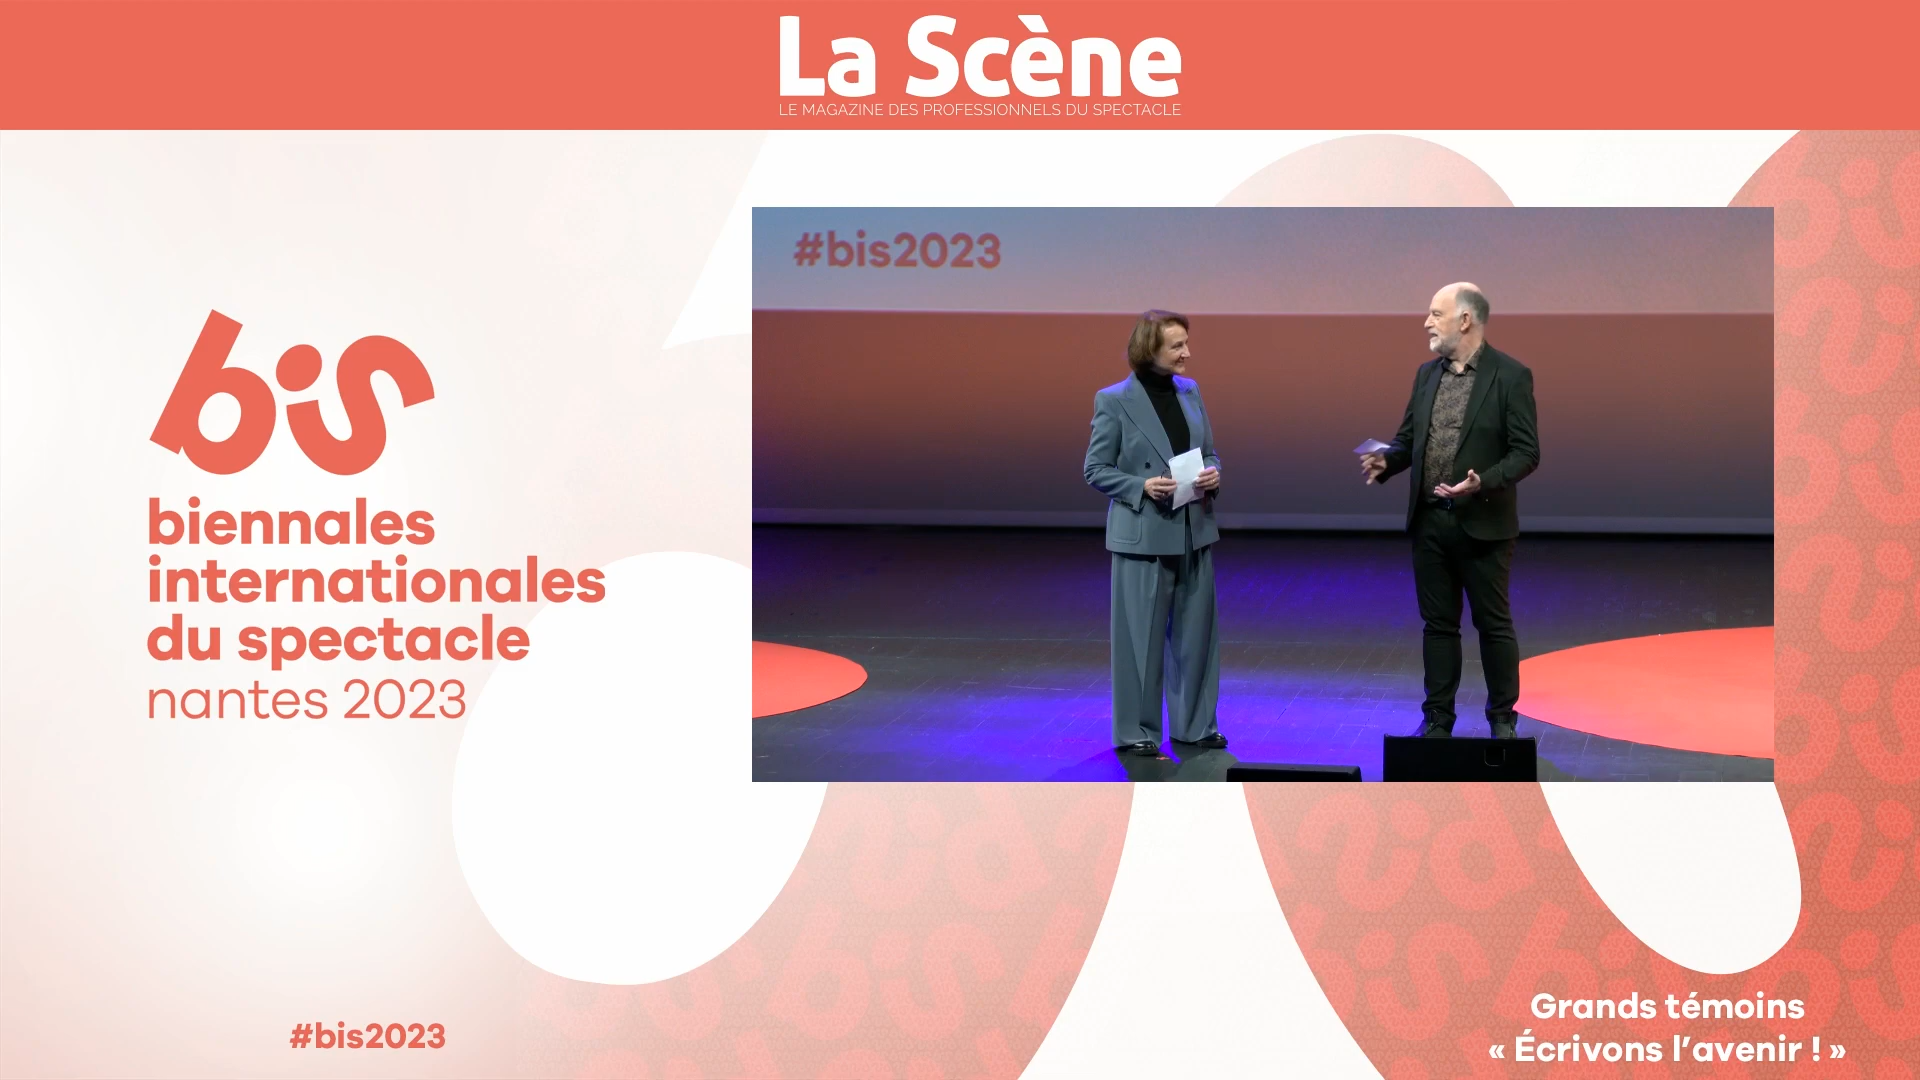 La Scène
LE MAGAZINE DES PROFESSIONNELS DU SPECTACLE
#bis2023
bis
biennales
internationales
du spectacle
nantes 2023
#bis2023
Grands témoins
« Écrivons l’avenir ! »